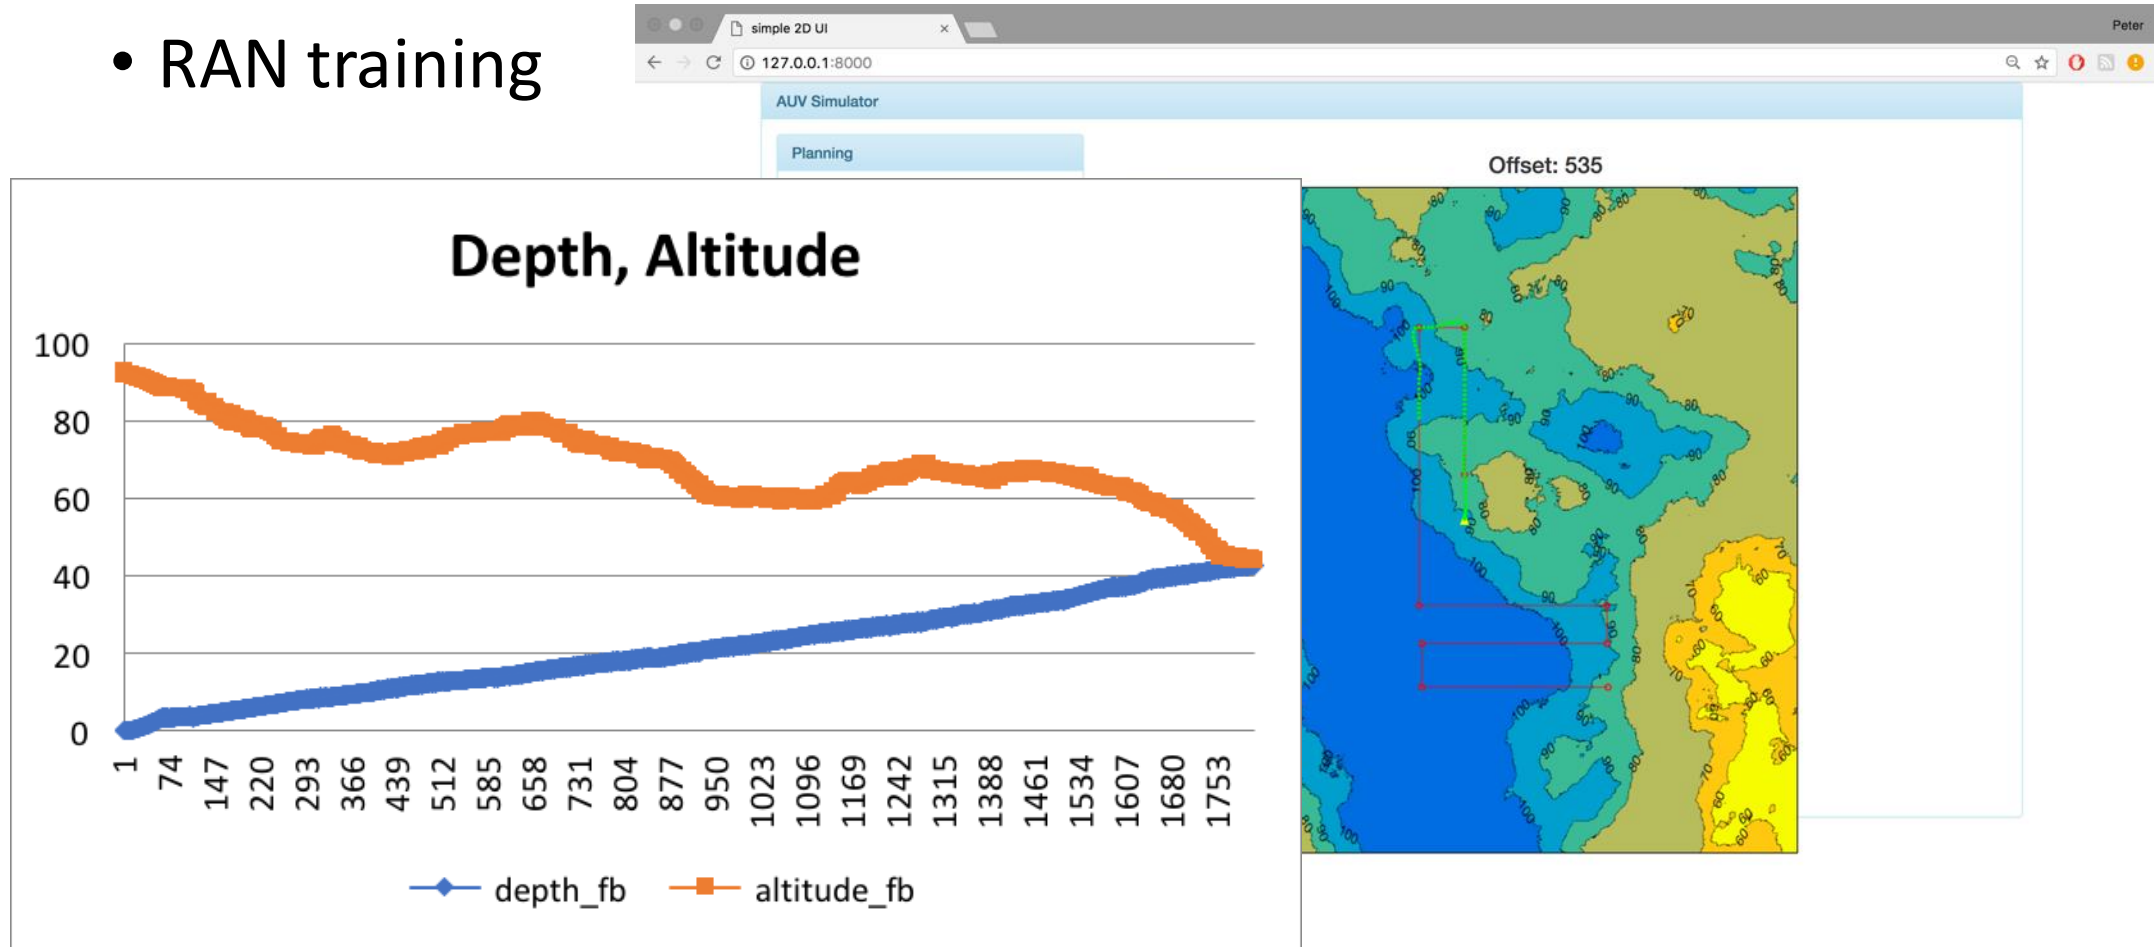 • RAN training
simple 2D UI
Peter
127.0.0.1:8000
AUV Simulator
Planning
Offset: 535
Depth, Altitude
100
80
60
40
20
0
1 74 147 220 293 366 439 512 585 658 731 804 877 950 1023 1096 1169 1242 1315 1388 1461 1534 1607 1680 1753
depth_fb altitude_fb